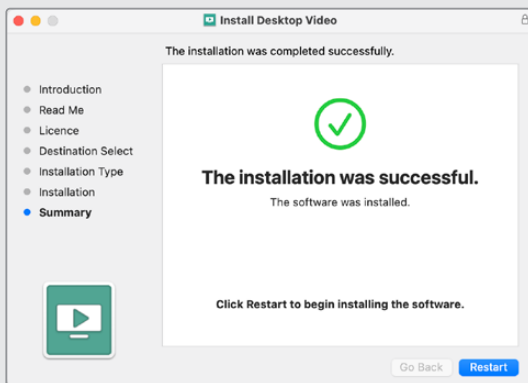 Install Desktop Video
The installation was completed successfully.
Introduction
Read Me
Licence
Destination Select
Installation Type
Installation
Summary
The installation was successful.
The software was installed.
Click Restart to begin installing the software.
Go Back
Restart